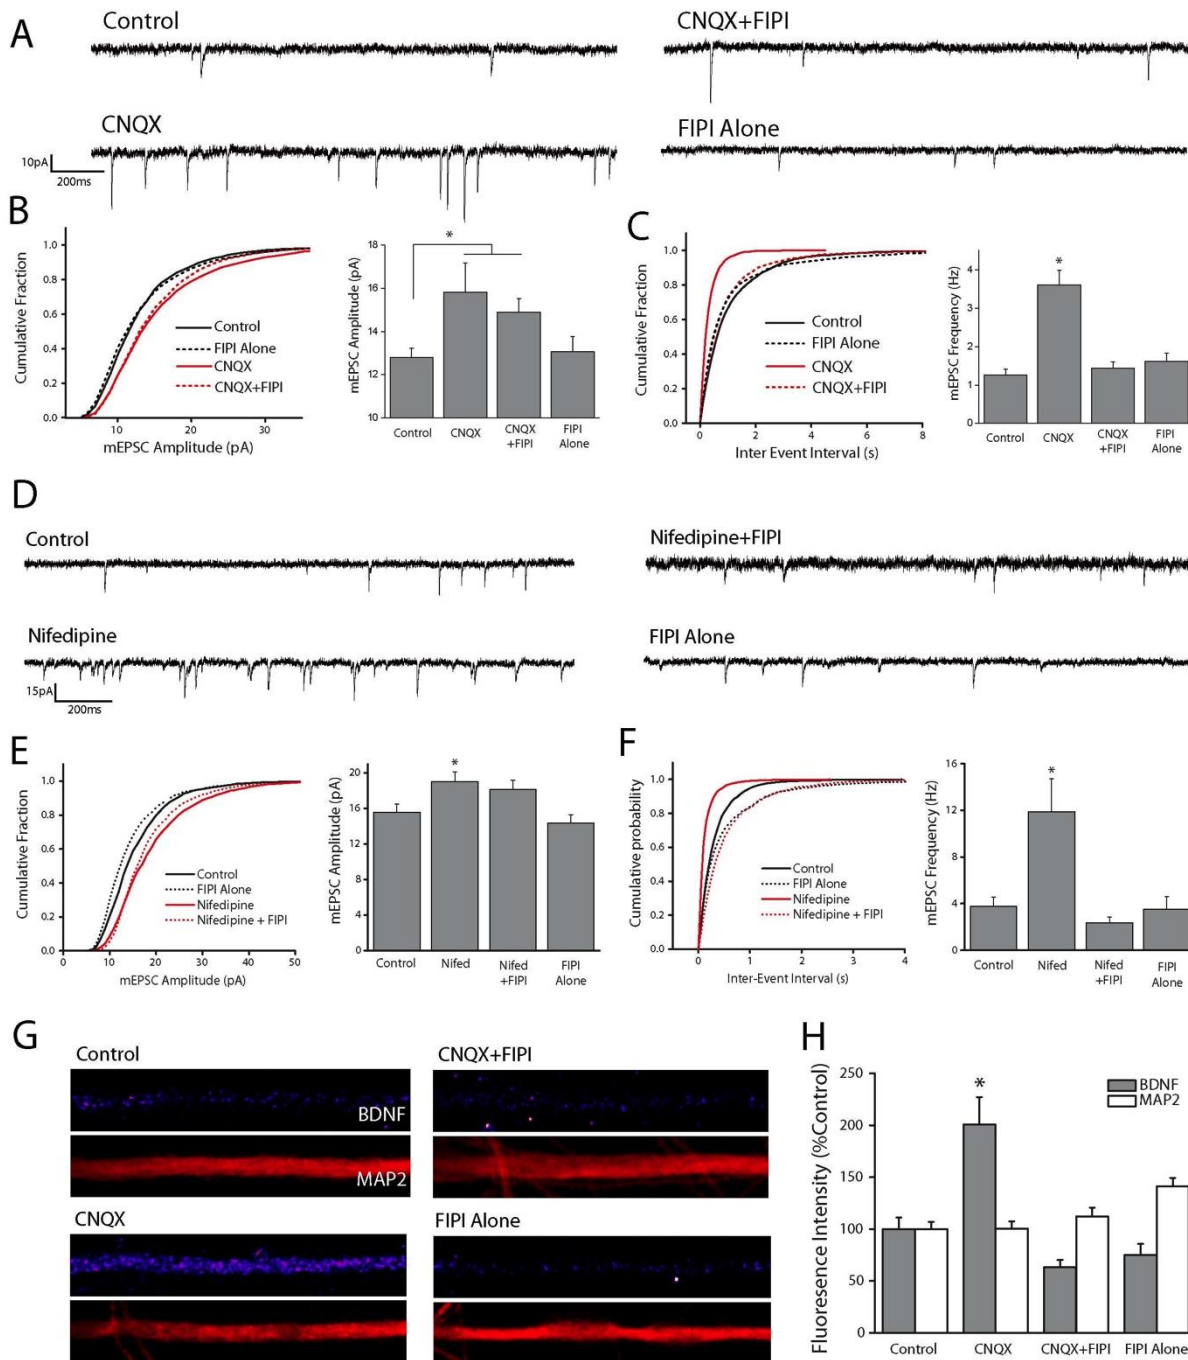 A
Control
CNQX+FIPI
CNQX
FIPI Alone
10pA
200ms
B
Cumulative Fraction
1.0
0.8
0.6
0.4
0.2
0.0
Control
FIPI Alone
CNQX
CNQX+FIPI
10
20
30
mEPSC Amplitude (pA)
mEPSC Amplitude (pA)
18
16
14
12
10
*
Control
CNQX
CNQX
+FIPI
FIPI
Alone
C
Cumulative Fraction
1.0
0.8
0.6
0.4
0.2
0.0
Control
FIPI Alone
CNQX
CNQX+FIPI
0
2
4
6
8
Inter Event Interval (s)
mEPSC Frequency (Hz)
4
3
2
1
0
*
Control
CNQX
CNQX
+FIPI
FIPI
Alone
D
Control
Nifedipine+FIPI
Nifedipine
FIPI Alone
15pA
200ms
E
Cumulative Fraction
1.0
0.8
0.6
0.4
0.2
0.0
Control
FIPI Alone
Nifedipine
Nifedipine + FIPI
0
10
20
30
40
50
mEPSC Amplitude (pA)
mEPSC Amplitude (pA)
20
16
12
8
4
0
*
Control
Nifed
Nifed
+FIPI
FIPI
Alone
F
Cumulative probability
1.0
0.8
0.6
0.4
0.2
0.0
Control
FIPI Alone
Nifedipine
Nifedipine + FIPI
0
1
2
3
4
Inter-Event Interval (s)
mEPSC Frequency (Hz)
16
12
8
4
0
*
Control
Nifed
Nifed
+FIPI
FIPI
Alone
G
Control
CNQX+FIPI
BDNF
MAP2
CNQX
FIPI Alone
H
Fluoresence Intensity (%Control)
250
200
150
100
50
0
*
BDNF
MAP2
Control
CNQX
CNQX+FIPI
FIPI Alone